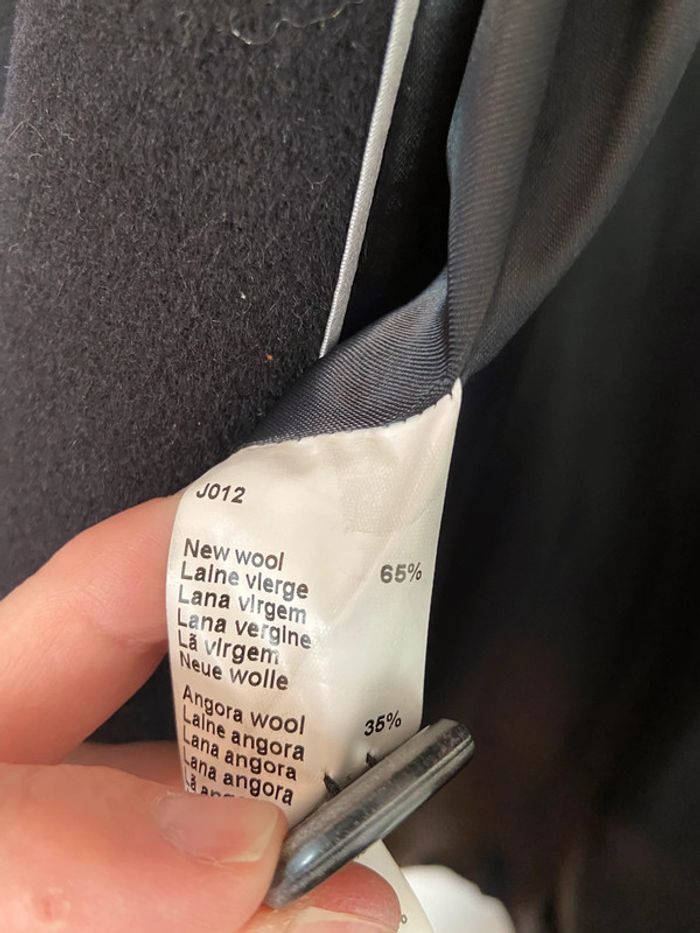 J012
New wool 65%
Laine vierge
Lana virgem
Lana vergine
Lã virgem
Neue wolle
Angora wool 35%
Laine angora
Lana angora
Lana angora
Lã